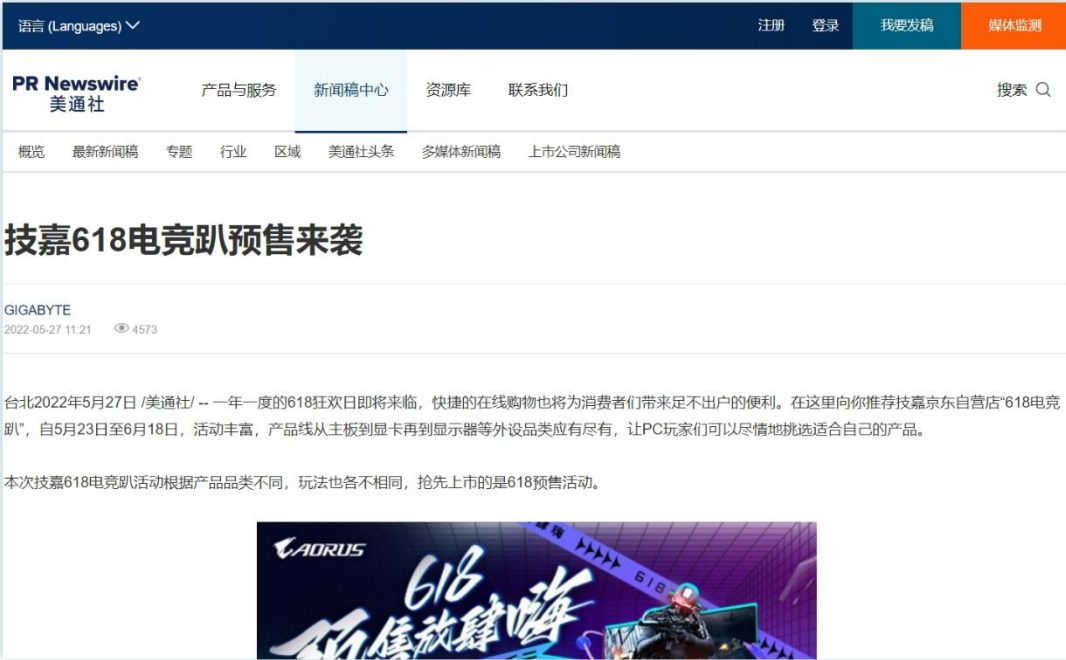 语言 (Languages)
注册
登录
我要发稿
媒体监测
PR Newswire®
美通社
产品与服务
新闻稿中心
资源库
联系我们
搜索
概览
最新新闻稿
专题
行业
区域
美通社头条
多媒体新闻稿
上市公司新闻稿
技嘉618电竞趴预售来袭
GIGABYTE
2022-05-27 11:21
4573
台北2022年5月27日 /美通社/ -- 一年一度的618狂欢日即将来临，快捷的在线购物也将为消费者们带来足不出户的便利。在这里向你推荐技嘉京东自营店“618电竞
趴”，自5月23日至6月18日，活动丰富，产品线从主板到显卡再到显示器等外设品类应有尽有，让PC玩家们可以尽情地挑选适合自己的产品。
本次技嘉618电竞趴活动根据产品品类不同，玩法也各不相同，抢先上市的是618预售活动。
AORUS
618
预售放肆嗨
618